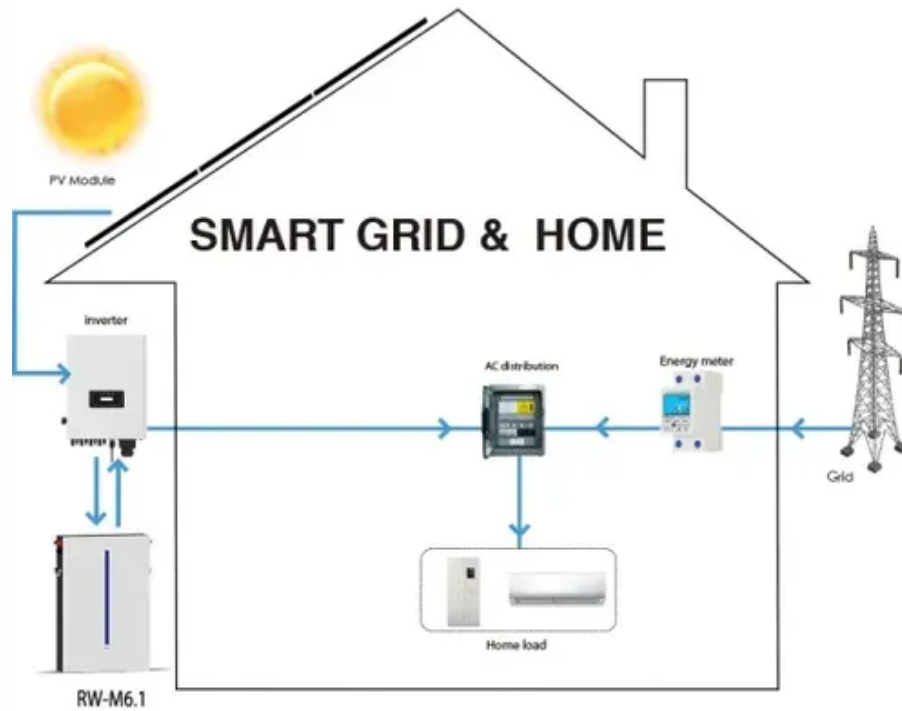 PV Module
SMART GRID & HOME
inverter
AC distribution
Energy meter
Grid
Home load
RW-M6.1